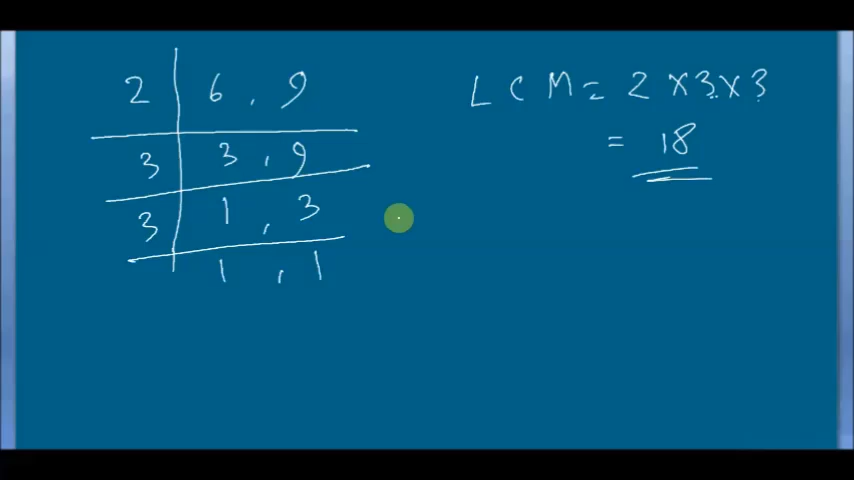 2 | 6 , 9
3 | 3 , 9
3 | 1 , 3
1 , 1
LCM = 2 × 3 × 3
= 18